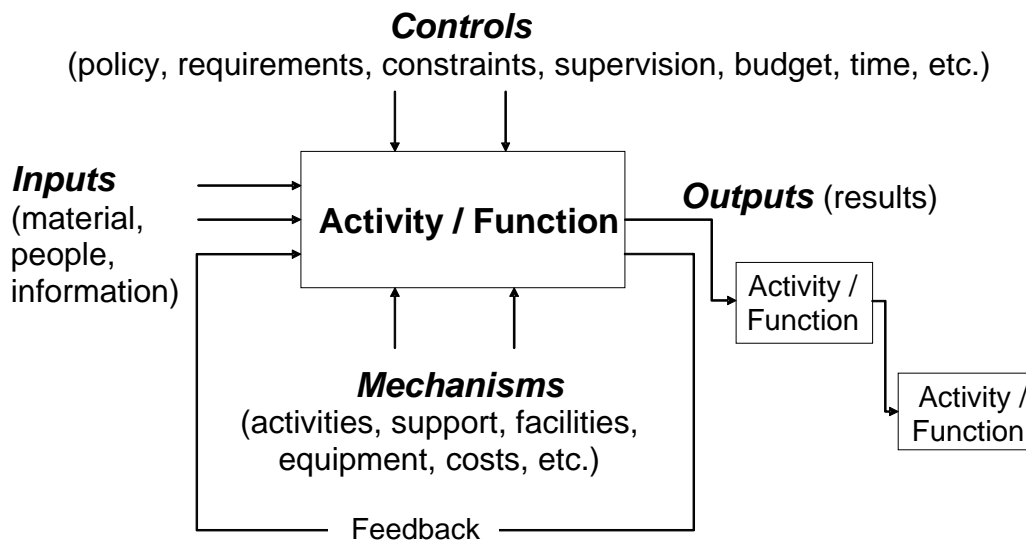 Controls
(policy, requirements, constraints, supervision, budget, time, etc.)
Inputs
(material,
people,
information)
Activity / Function
Outputs (results)
Activity /
Function
Activity /
Function
Mechanisms
(activities, support, facilities,
equipment, costs, etc.)
Feedback